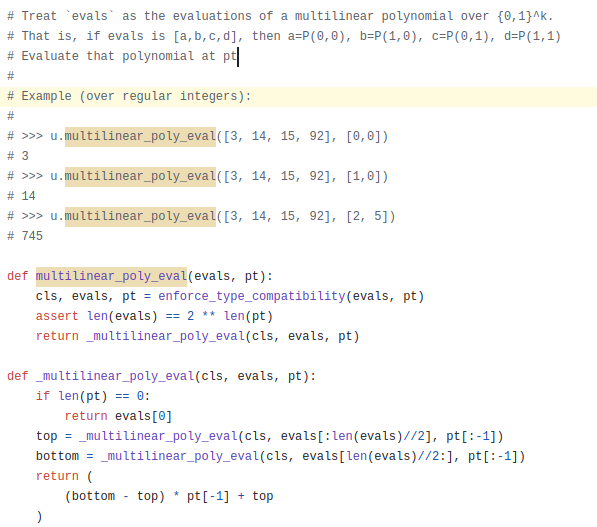 # Treat `evals` as the evaluations of a multilinear polynomial over {0,1}^k.
# That is, if evals is [a,b,c,d], then a=P(0,0), b=P(1,0), c=P(0,1), d=P(1,1)
# Evaluate that polynomial at pt
#
# Example (over regular integers):
#
# >>> u.multilinear_poly_eval([3, 14, 15, 92], [0,0])
# 3
# >>> u.multilinear_poly_eval([3, 14, 15, 92], [1,0])
# 14
# >>> u.multilinear_poly_eval([3, 14, 15, 92], [2, 5])
# 745

def multilinear_poly_eval(evals, pt):
    cls, evals, pt = enforce_type_compatibility(evals, pt)
    assert len(evals) == 2 ** len(pt)
    return _multilinear_poly_eval(cls, evals, pt)

def _multilinear_poly_eval(cls, evals, pt):
    if len(pt) == 0:
        return evals[0]
    top = _multilinear_poly_eval(cls, evals[:len(evals)//2], pt[:-1])
    bottom = _multilinear_poly_eval(cls, evals[len(evals)//2:], pt[:-1])
    return (
        (bottom - top) * pt[-1] + top
    )